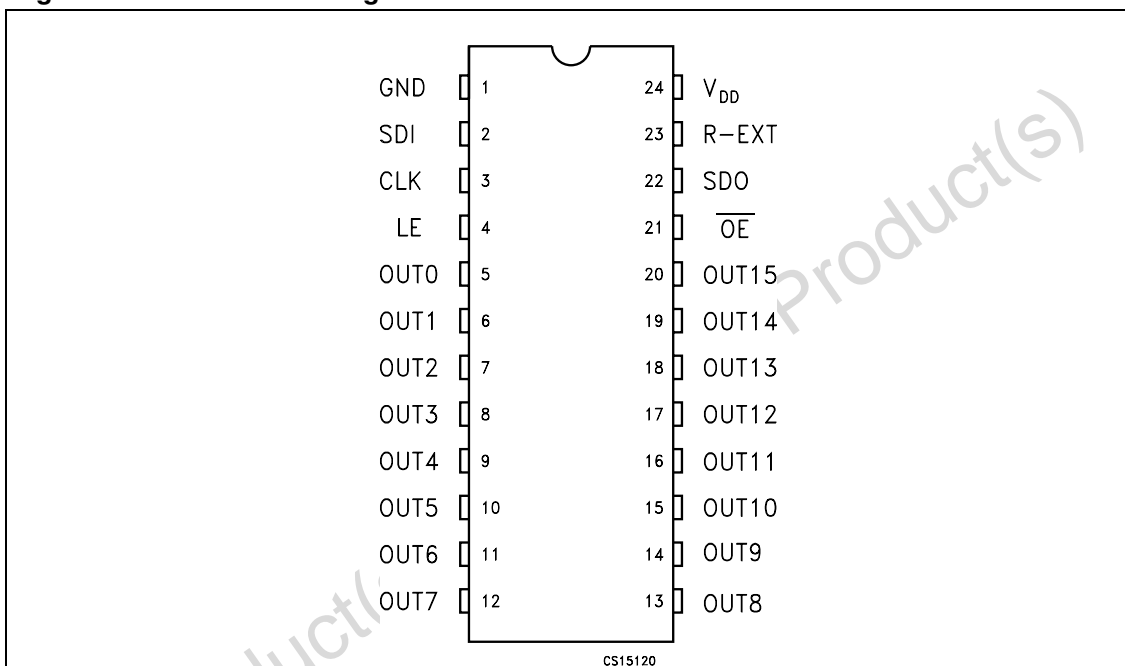 GND 1 24 V_DD
SDI 2 23 R-EXT
CLK 3 22 SDO
LE 4 21 O̅E̅
OUT0 5 20 OUT15
OUT1 6 19 OUT14
OUT2 7 18 OUT13
OUT3 8 17 OUT12
OUT4 9 16 OUT11
OUT5 10 15 OUT10
OUT6 11 14 OUT9
OUT7 12 13 OUT8
CS15120
Product(s)